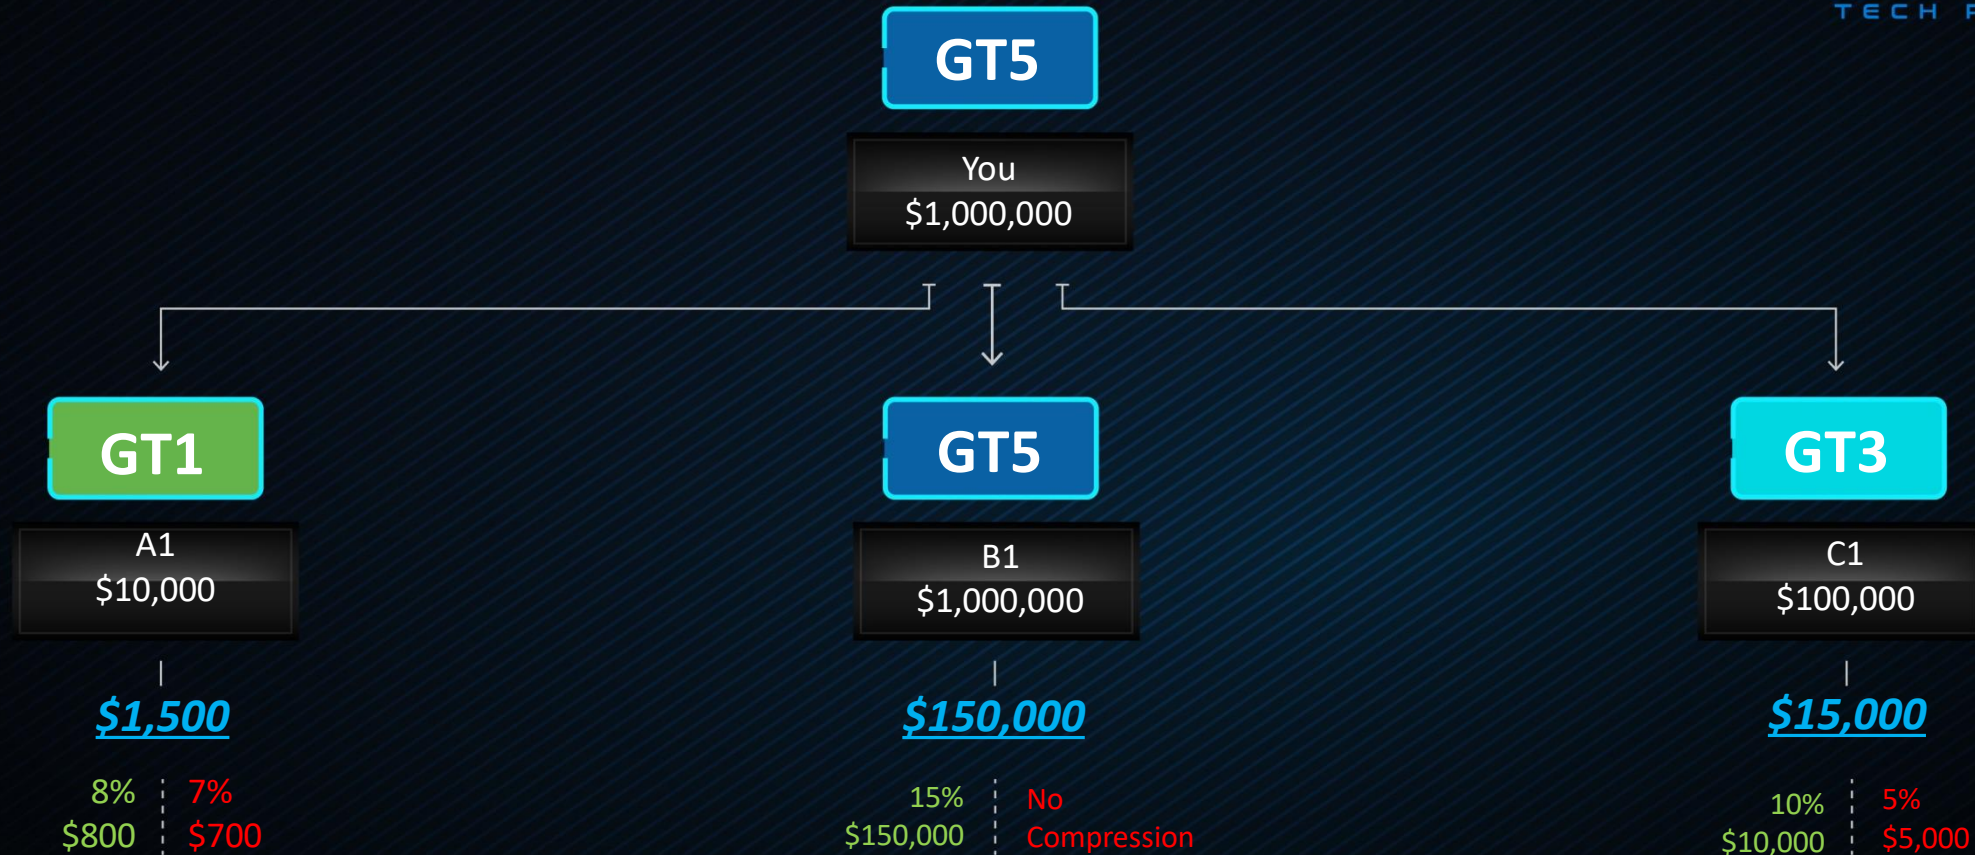 TECH
GT5
You
$1,000,000
GT1
GT5
GT3
A1
$10,000
B1
$1,000,000
C1
$100,000
$1,500
$150,000
$15,000
8%
7%
$800
$700
15%
No
$150,000
Compression
10%
5%
$10,000
$5,000